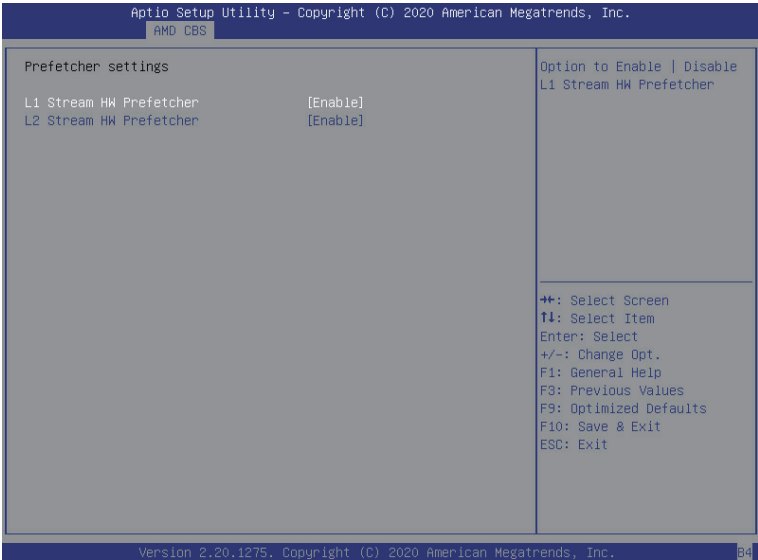 Aptio Setup Utility – Copyright (C) 2020 American Megatrends, Inc.
AMD CBS
Prefetcher settings
L1 Stream HW Prefetcher [Enable]
L2 Stream HW Prefetcher [Enable]
Option to Enable | Disable
L1 Stream HW Prefetcher
→←: Select Screen
↑↓: Select Item
Enter: Select
+/-: Change Opt.
F1: General Help
F3: Previous Values
F9: Optimized Defaults
F10: Save & Exit
ESC: Exit
Version 2.20.1275. Copyright (C) 2020 American Megatrends, Inc.
B4